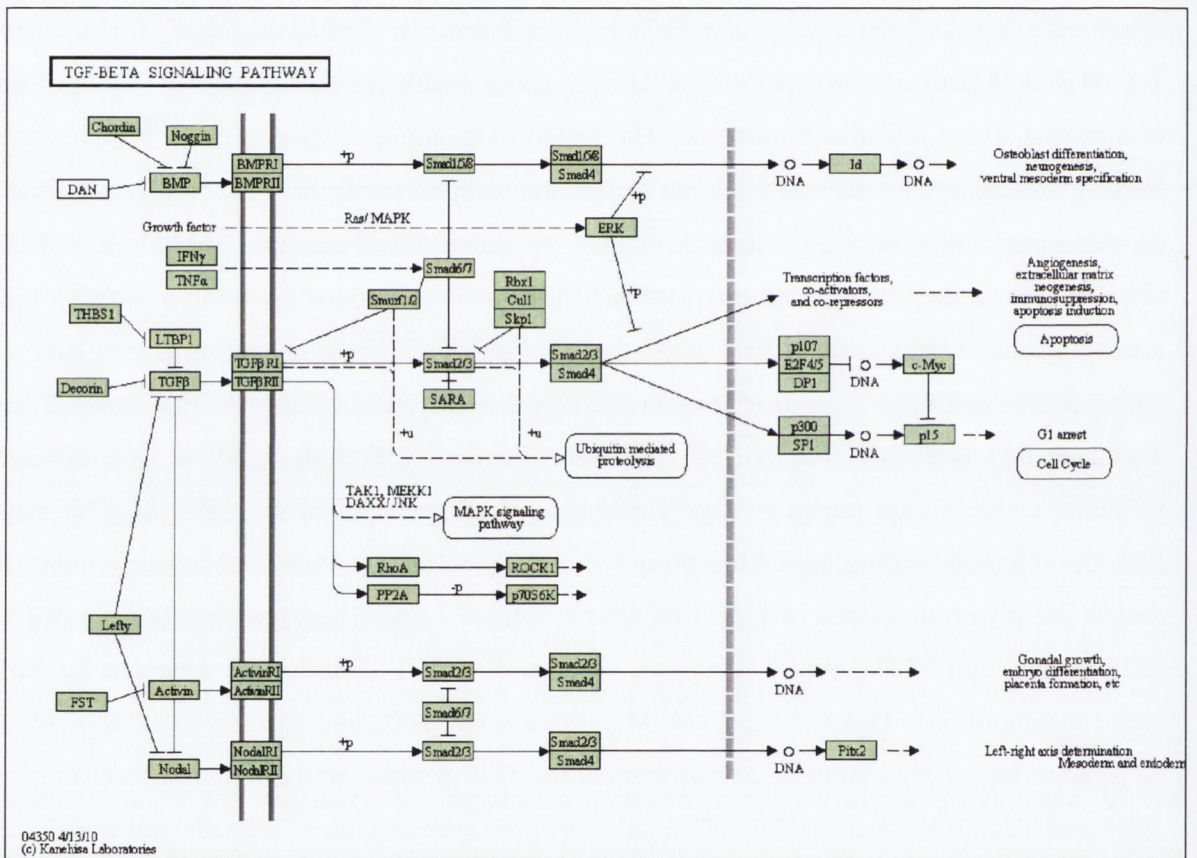 TGF-BETA SIGNALING PATHWAY
Chordin
Noggin
DAN
BMP
BMPRI
BMPRII
+p
Smad1/5/8
Smad1/5/8
Smad4
+p
DNA
Id
DNA
Osteoblast differentiation,
neurogenesis,
ventral mesoderm specification
Growth factor
Ras/ MAPK
ERK
IFNγ
TNFα
Smad6/7
Smurf1/2
Rbx1
Cul1
Skp1
+p
Transcription factors,
co-activators,
and co-repressors
Angiogenesis,
extracellular matrix
neogenesis,
immunosuppression,
apoptosis induction
Apoptosis
THBS1
LTBP1
Decorin
TGFβ
TGFβRI
TGFβRII
+p
Smad2/3
SARA
Smad2/3
Smad4
p107
E2F4/5
DP1
DNA
c-Myc
p300
SP1
DNA
p15
G1 arrest
Cell Cycle
+u
+u
Ubiquitin mediated
proteolysis
TAK1, MEKK1
DAXX/ JNK
MAPK signaling
pathway
RhoA
ROCK1
PP2A
-p
p70S6K
Lefty
FST
Activin
ActivinRI
ActivinRII
+p
Smad2/3
Smad2/3
Smad4
DNA
Gonadal growth,
embryo differentiation,
placenta formation, etc
Smad6/7
Nodal
NodalRI
NodalRII
+p
Smad2/3
Smad2/3
Smad4
DNA
Pitx2
Left-right axis determination
Mesoderm and endoderm
04350 4/13/10
(c) Kanehisa Laboratories